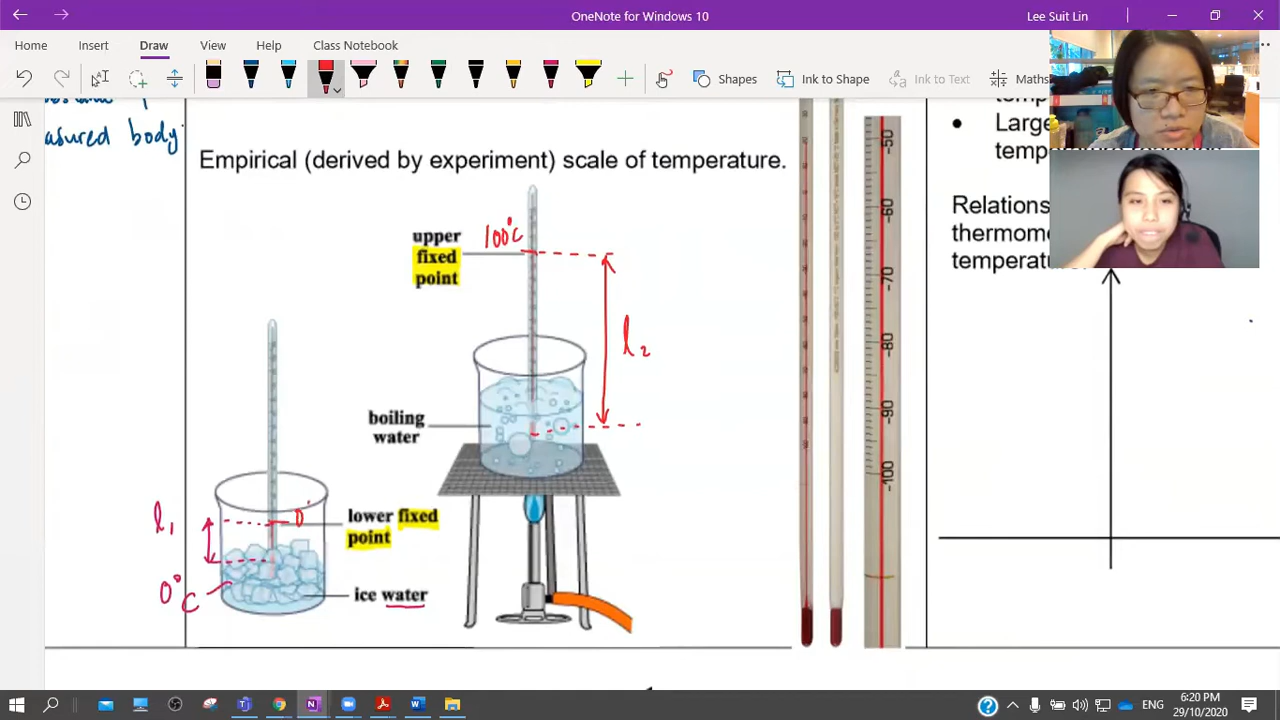 OneNote for Windows 10
Lee Suit Lin
Home
Insert
Draw
View
Help
Class Notebook
Shapes
Ink to Shape
Ink to Text
Maths
asured body
Empirical (derived by experiment) scale of temperature.
Large
Relations
thermome
upper
fixed
point
100°C
l₂
boiling
water
l₁
0°
lower fixed
point
0°C
ice water
-50
-60
-70
-80
-90
-100
ENG
6:20 PM
29/10/2020